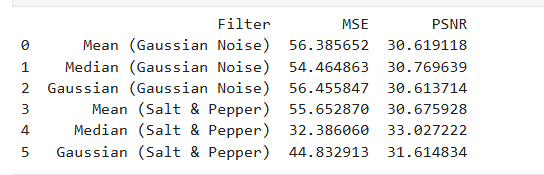 Filter MSE PSNR
0 Mean (Gaussian Noise) 56.385652 30.619118
1 Median (Gaussian Noise) 54.464863 30.769639
2 Gaussian (Gaussian Noise) 56.455847 30.613714
3 Mean (Salt & Pepper) 55.652870 30.675928
4 Median (Salt & Pepper) 32.386060 33.027222
5 Gaussian (Salt & Pepper) 44.832913 31.614834